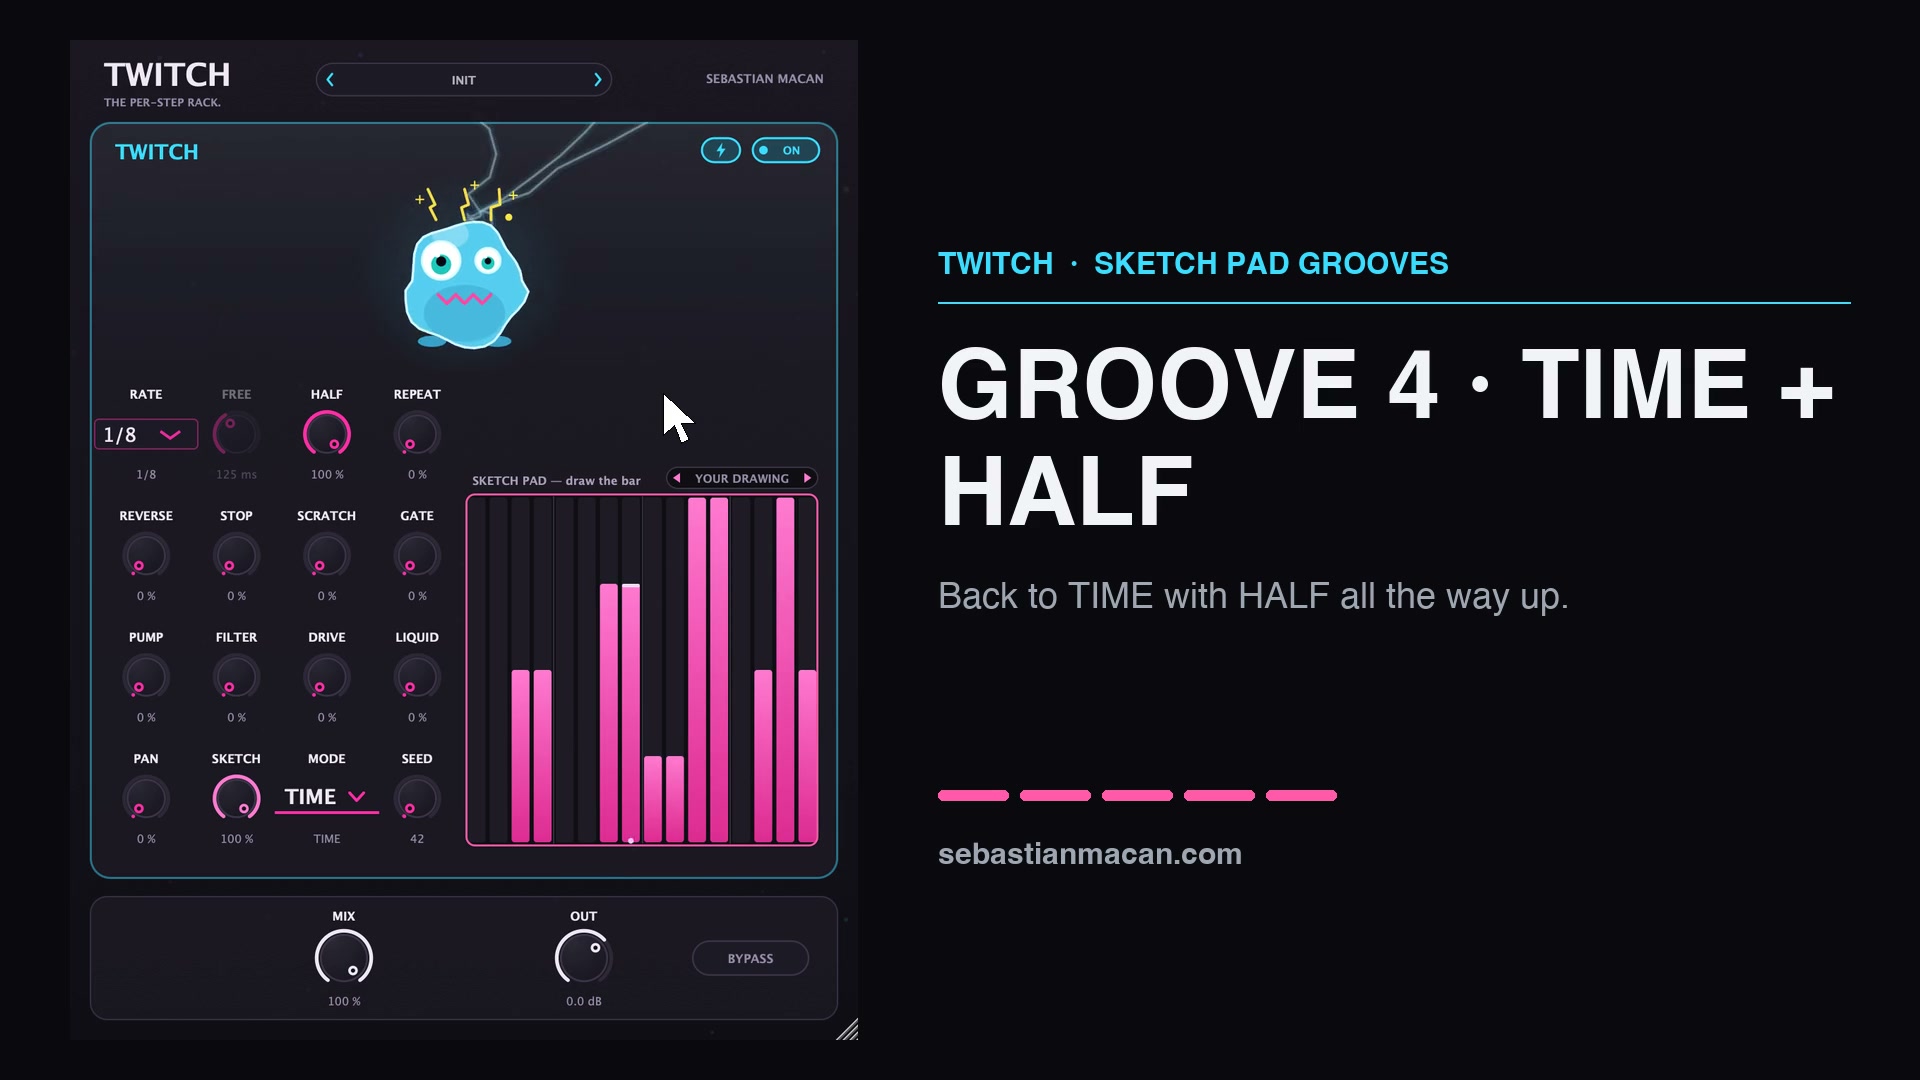 TWITCH
THE PER-STEP RACK.
INIT
SEBASTIAN MACAN
TWITCH
ON
RATE FREE HALF REPEAT
1/8
1/8 125 ms 100 % 0 %
SKETCH PAD — draw the bar
YOUR DRAWING
REVERSE STOP SCRATCH GATE
0 % 0 % 0 % 0 %
PUMP FILTER DRIVE LIQUID
0 % 0 % 0 % 0 %
PAN SKETCH MODE SEED
TIME
0 % 100 % TIME 42
MIX OUT
BYPASS
100 % 0.0 dB
TWITCH · SKETCH PAD GROOVES
GROOVE 4 · TIME +
HALF
Back to TIME with HALF all the way up.
sebastianmacan.com